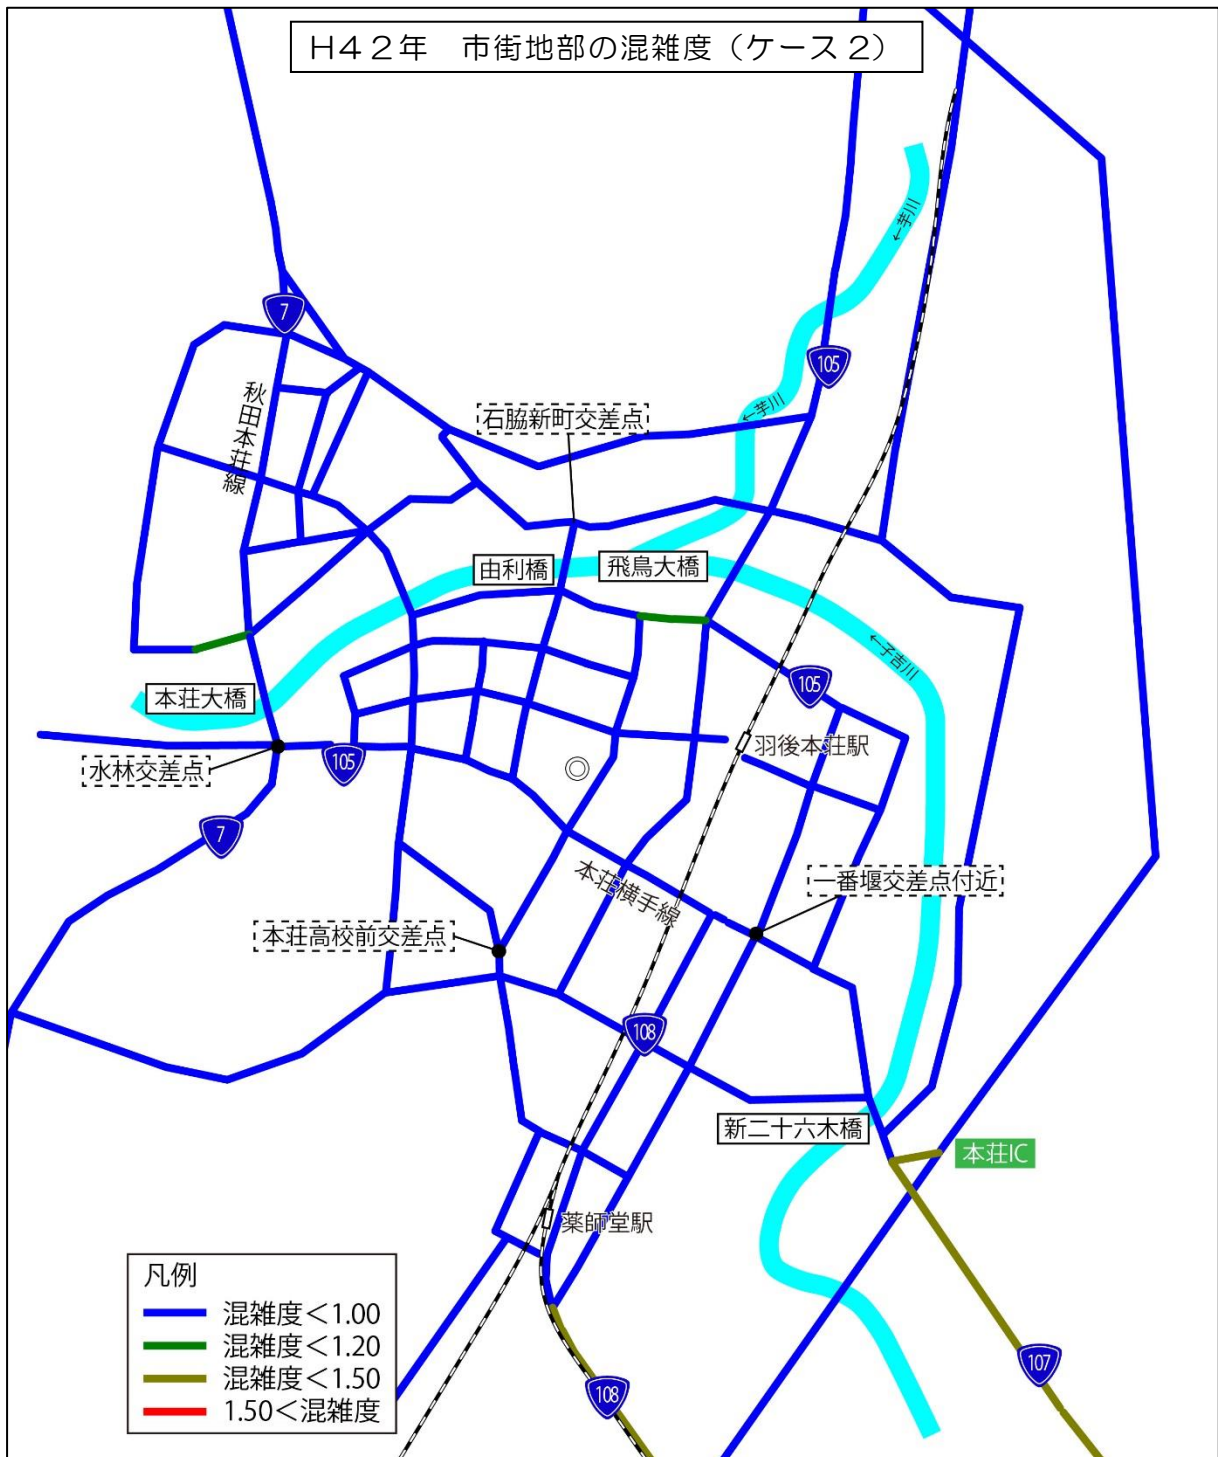 H42年　市街地部の混雑度（ケース2）
←芋川
7
105
秋田本荘線
←芋川
石脇新町交差点
由利橋
飛鳥大橋
←子吉川
105
本荘大橋
羽後本荘駅
水林交差点
105
7
本荘横手線
一番堰交差点付近
本荘高校前交差点
108
新二十六木橋
本荘IC
薬師堂駅
凡例
混雑度＜1.00
混雑度＜1.20
混雑度＜1.50
1.50＜混雑度
107
108